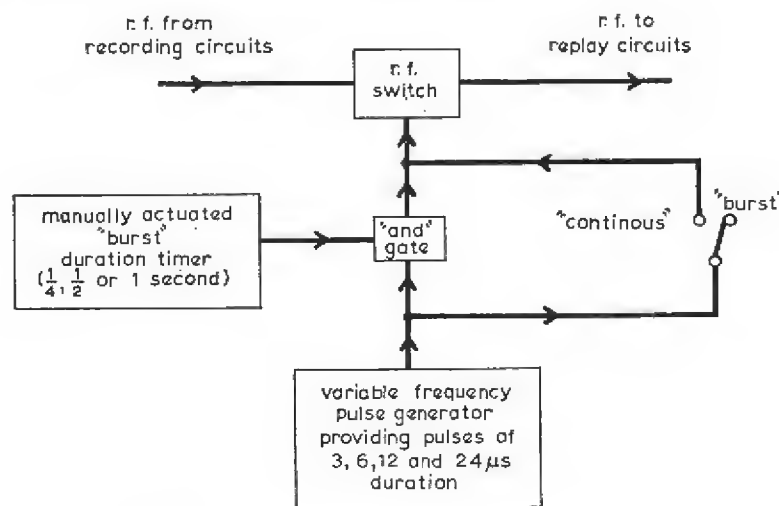 r.f. from
recording circuits
r.f. to
replay circuits
r.f.
switch
manually actuated
"burst"
duration timer
(1/4, 1/2 or 1 second)
"and"
gate
"continous"
"burst"
variable frequency
pulse generator
providing pulses of
3, 6, 12 and 24 μs
duration